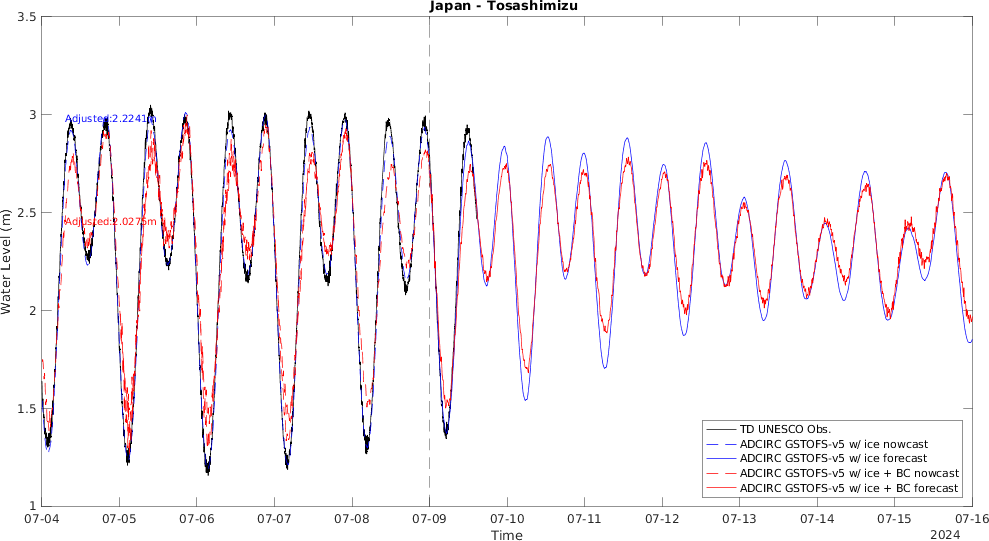 Japan - Tosashimizu
3.5
3
2.5
2
1.5
1
Water Level (m)
Adjusted:2.2241m
Adjusted:2.0275m
TD UNESCO Obs.
ADCIRC GSTOFS-v5 w/ ice nowcast
ADCIRC GSTOFS-v5 w/ ice forecast
ADCIRC GSTOFS-v5 w/ ice + BC nowcast
ADCIRC GSTOFS-v5 w/ ice + BC forecast
07-04 07-05 07-06 07-07 07-08 07-09 07-10 07-11 07-12 07-13 07-14 07-15 07-16
Time
2024